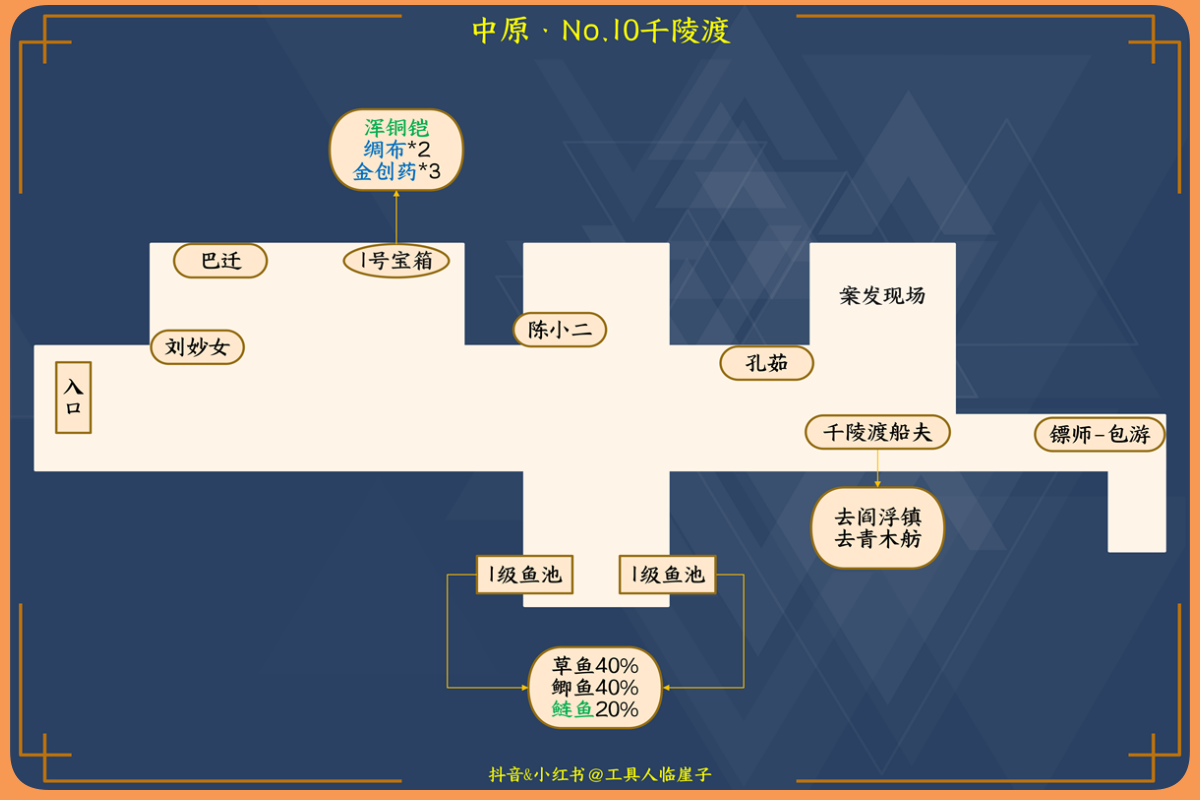 中原·No.10千陵渡
浑铜铠
绸布*2
金创药*3
巴迁
1号宝箱
案发现场
陈小二
刘妙女
孔茹
入
口
千陵渡船夫
镖师-包游
去阎浮镇
去青木舫
1级鱼池
1级鱼池
草鱼40%
鲫鱼40%
鲢鱼20%
抖音&小红书@工具人临崖子